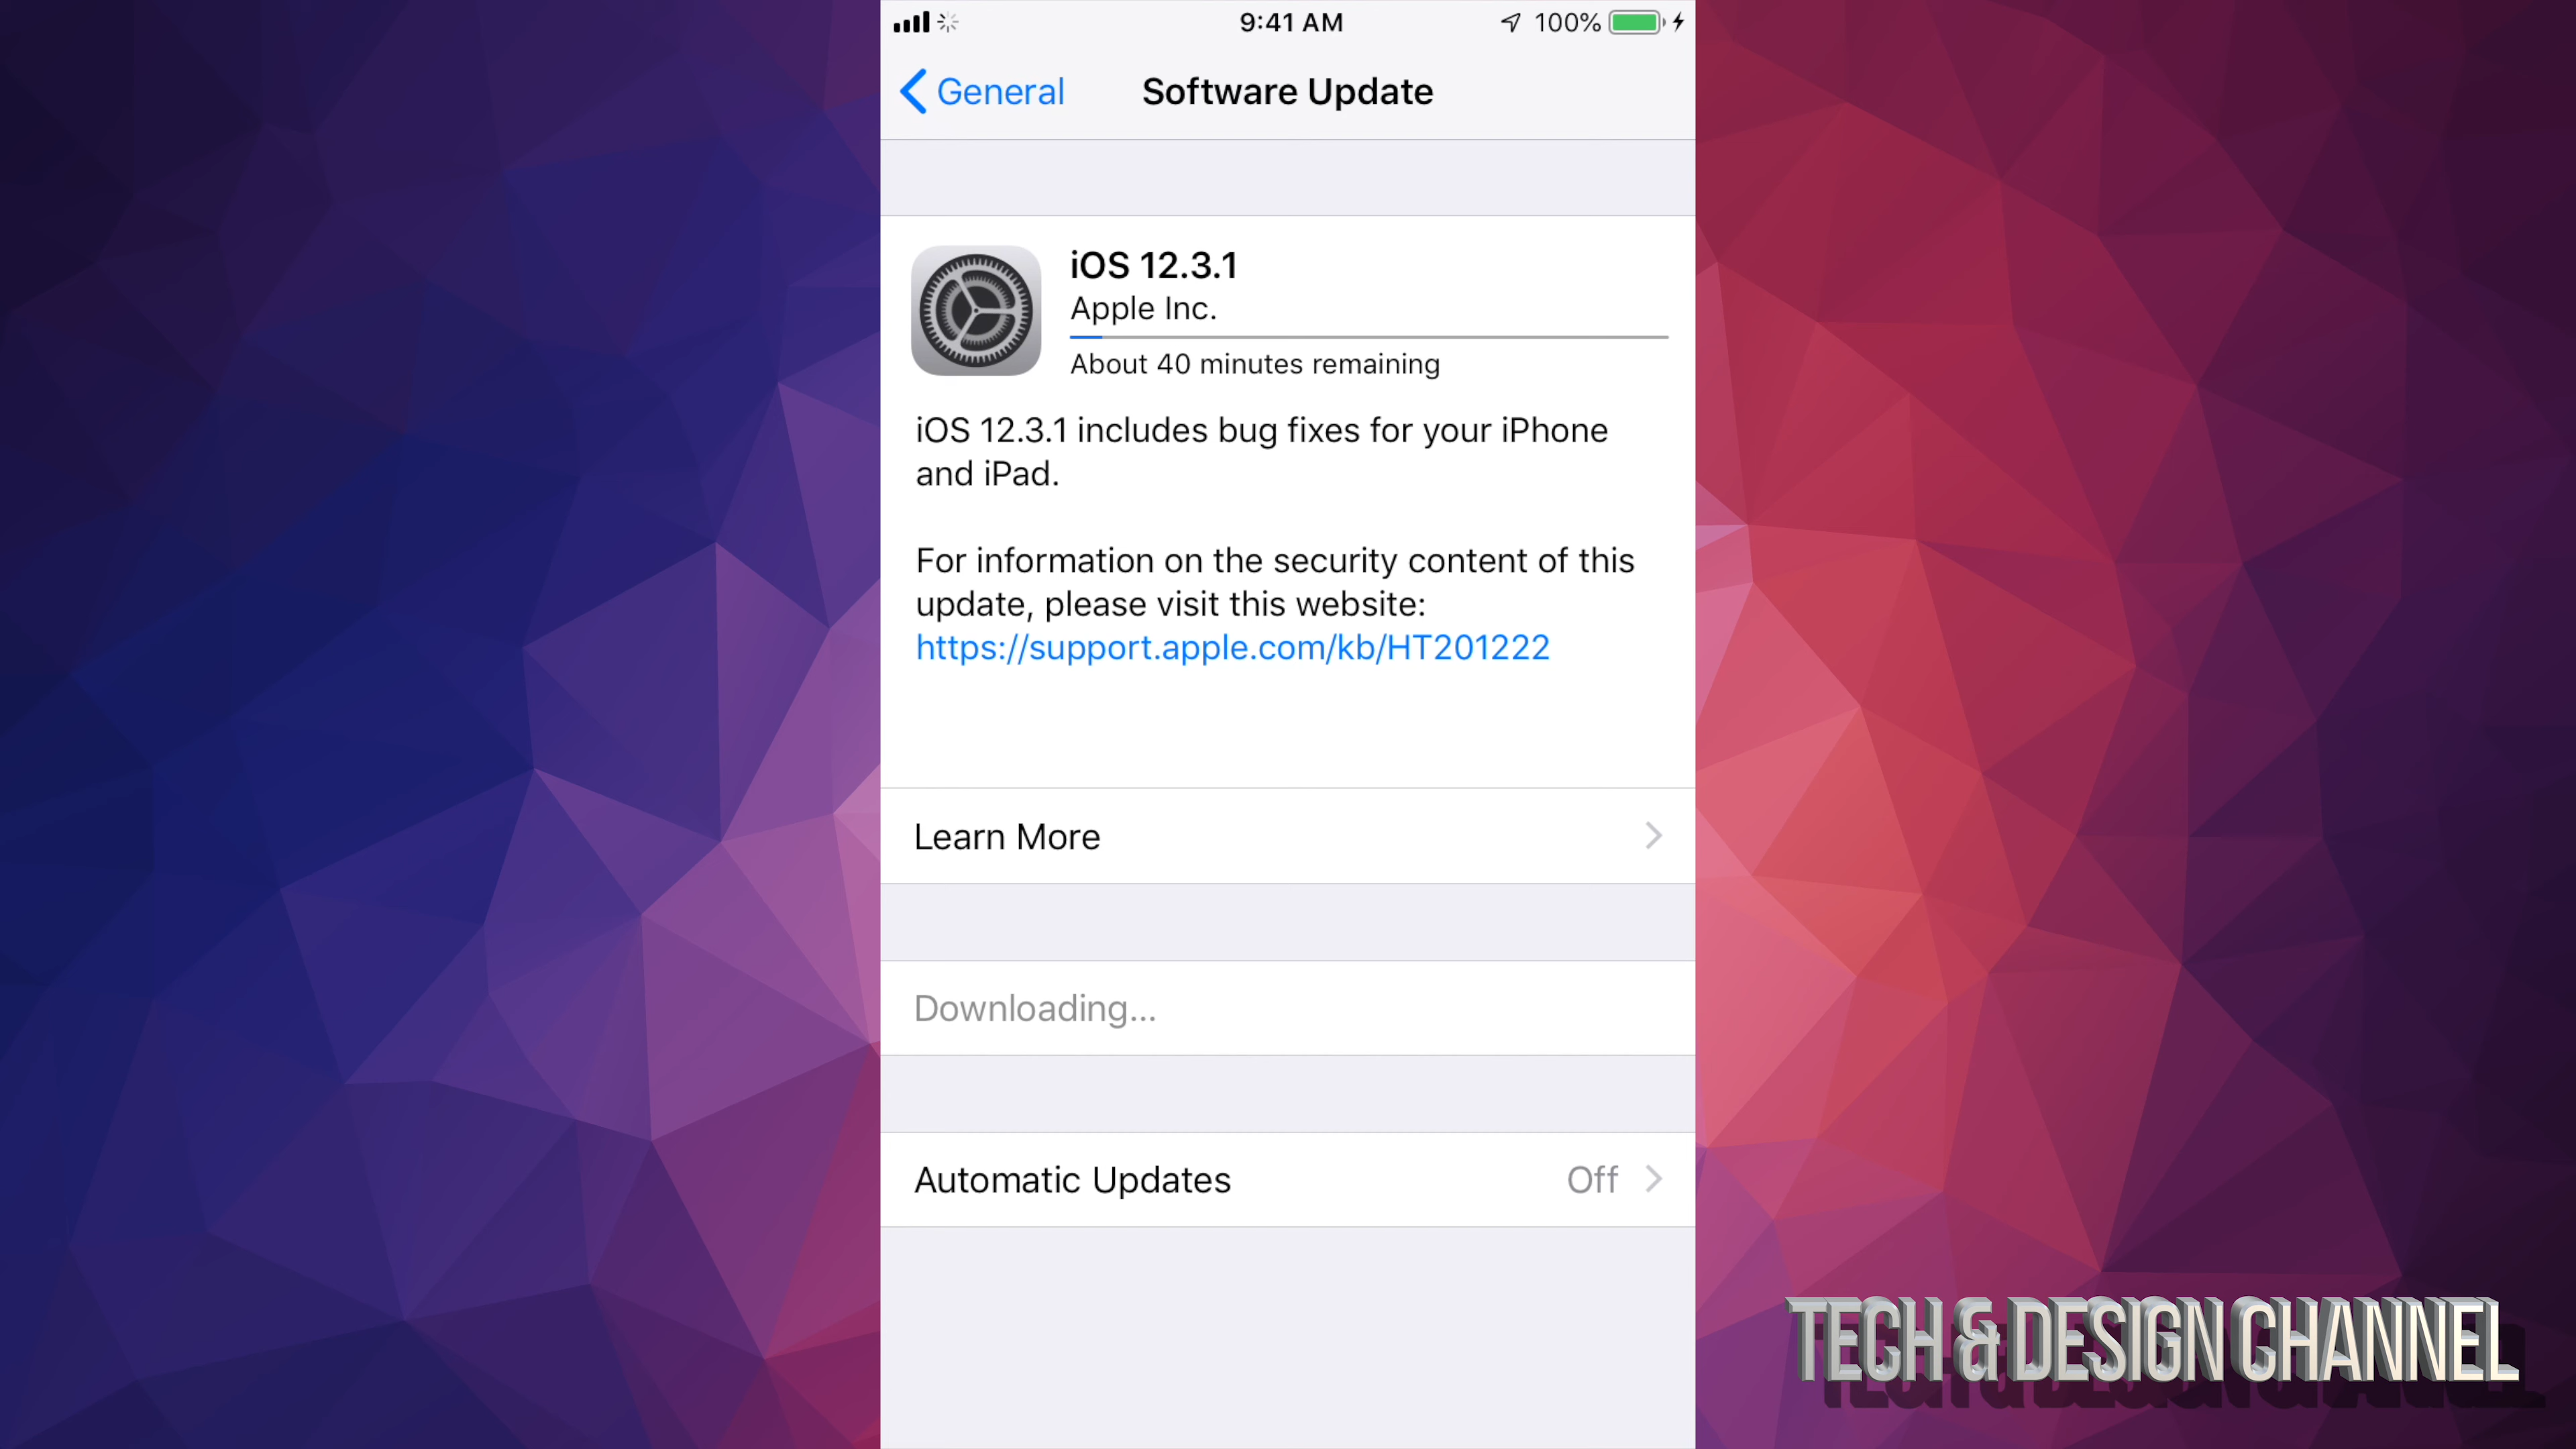 9:41 AM
100%
General
Software Update
iOS 12.3.1
Apple Inc.
About 40 minutes remaining
iOS 12.3.1 includes bug fixes for your iPhone
and iPad.
For information on the security content of this
update, please visit this website:
https://support.apple.com/kb/HT201222
Learn More
Downloading...
Automatic Updates Off
TECH & DESIGN CHANNEL